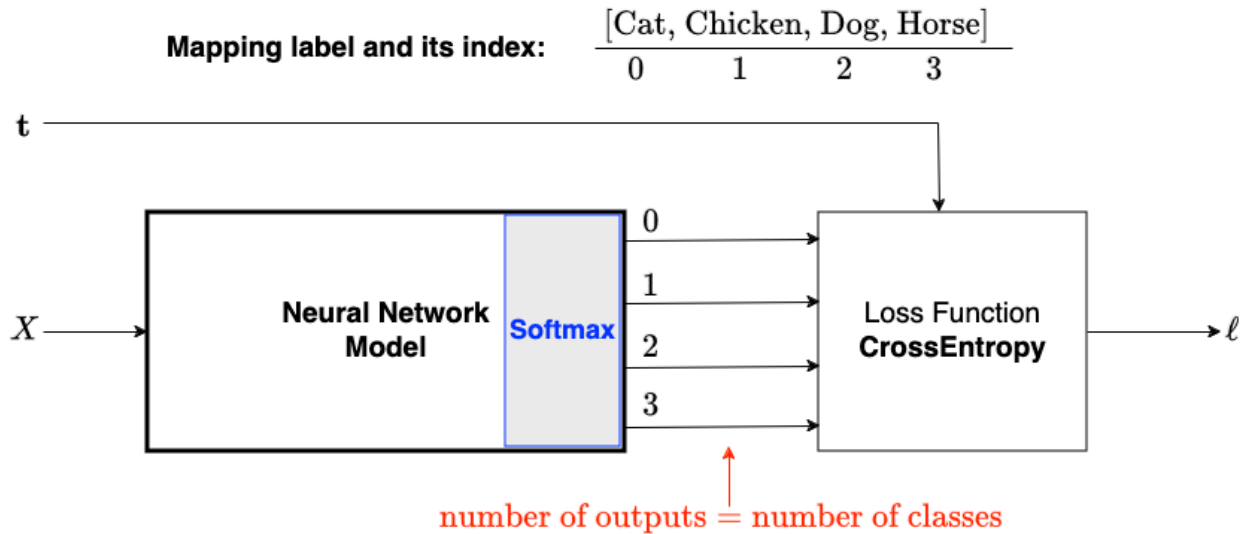 Mapping label and its index:
[Cat, Chicken, Dog, Horse]
0 1 2 3
t
X
Neural Network
Model
Softmax
0
1
2
3
Loss Function
CrossEntropy
ℓ
number of outputs = number of classes